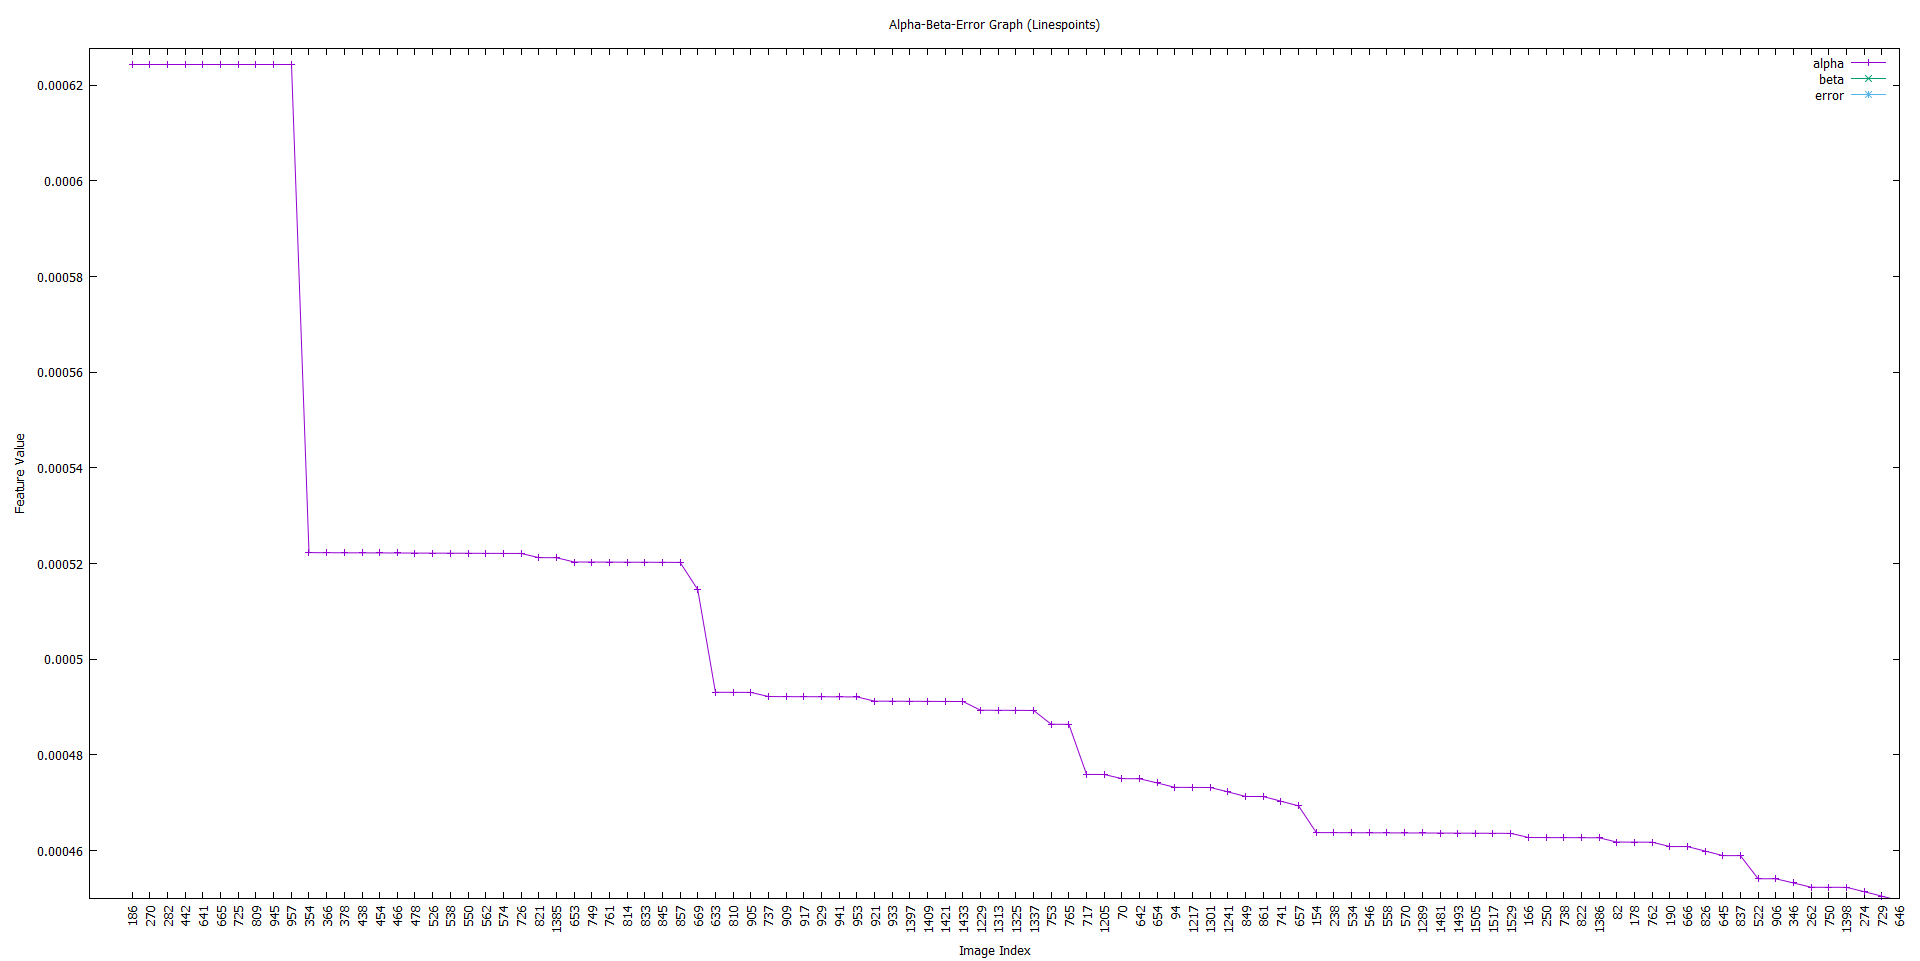 Alpha-Beta-Error Graph (Linespoints)
alpha
beta
error
0.00062
0.0006
0.00058
0.00056
0.00054
0.00052
0.0005
0.00048
0.00046
Feature Value
186 270 282 442 641 665 725 809 945 957 354 366 378 438 454 466 478 526 538 550 562 574 726 821 1385 653 749 761 814 833 845 857 669 633 810 905 737 909 917 929 941 953 921 933 1397 1409 1421 1433 1229 1313 1325 1337 753 765 717 1205 70 642 654 94 1217 1301 1241 849 861 741 657 154 238 534 546 558 570 1289 1481 1493 1505 1517 1529 166 250 738 822 1386 82 178 762 190 666 826 645 837 522 906 346 262 750 1398 274 729 646
Image Index